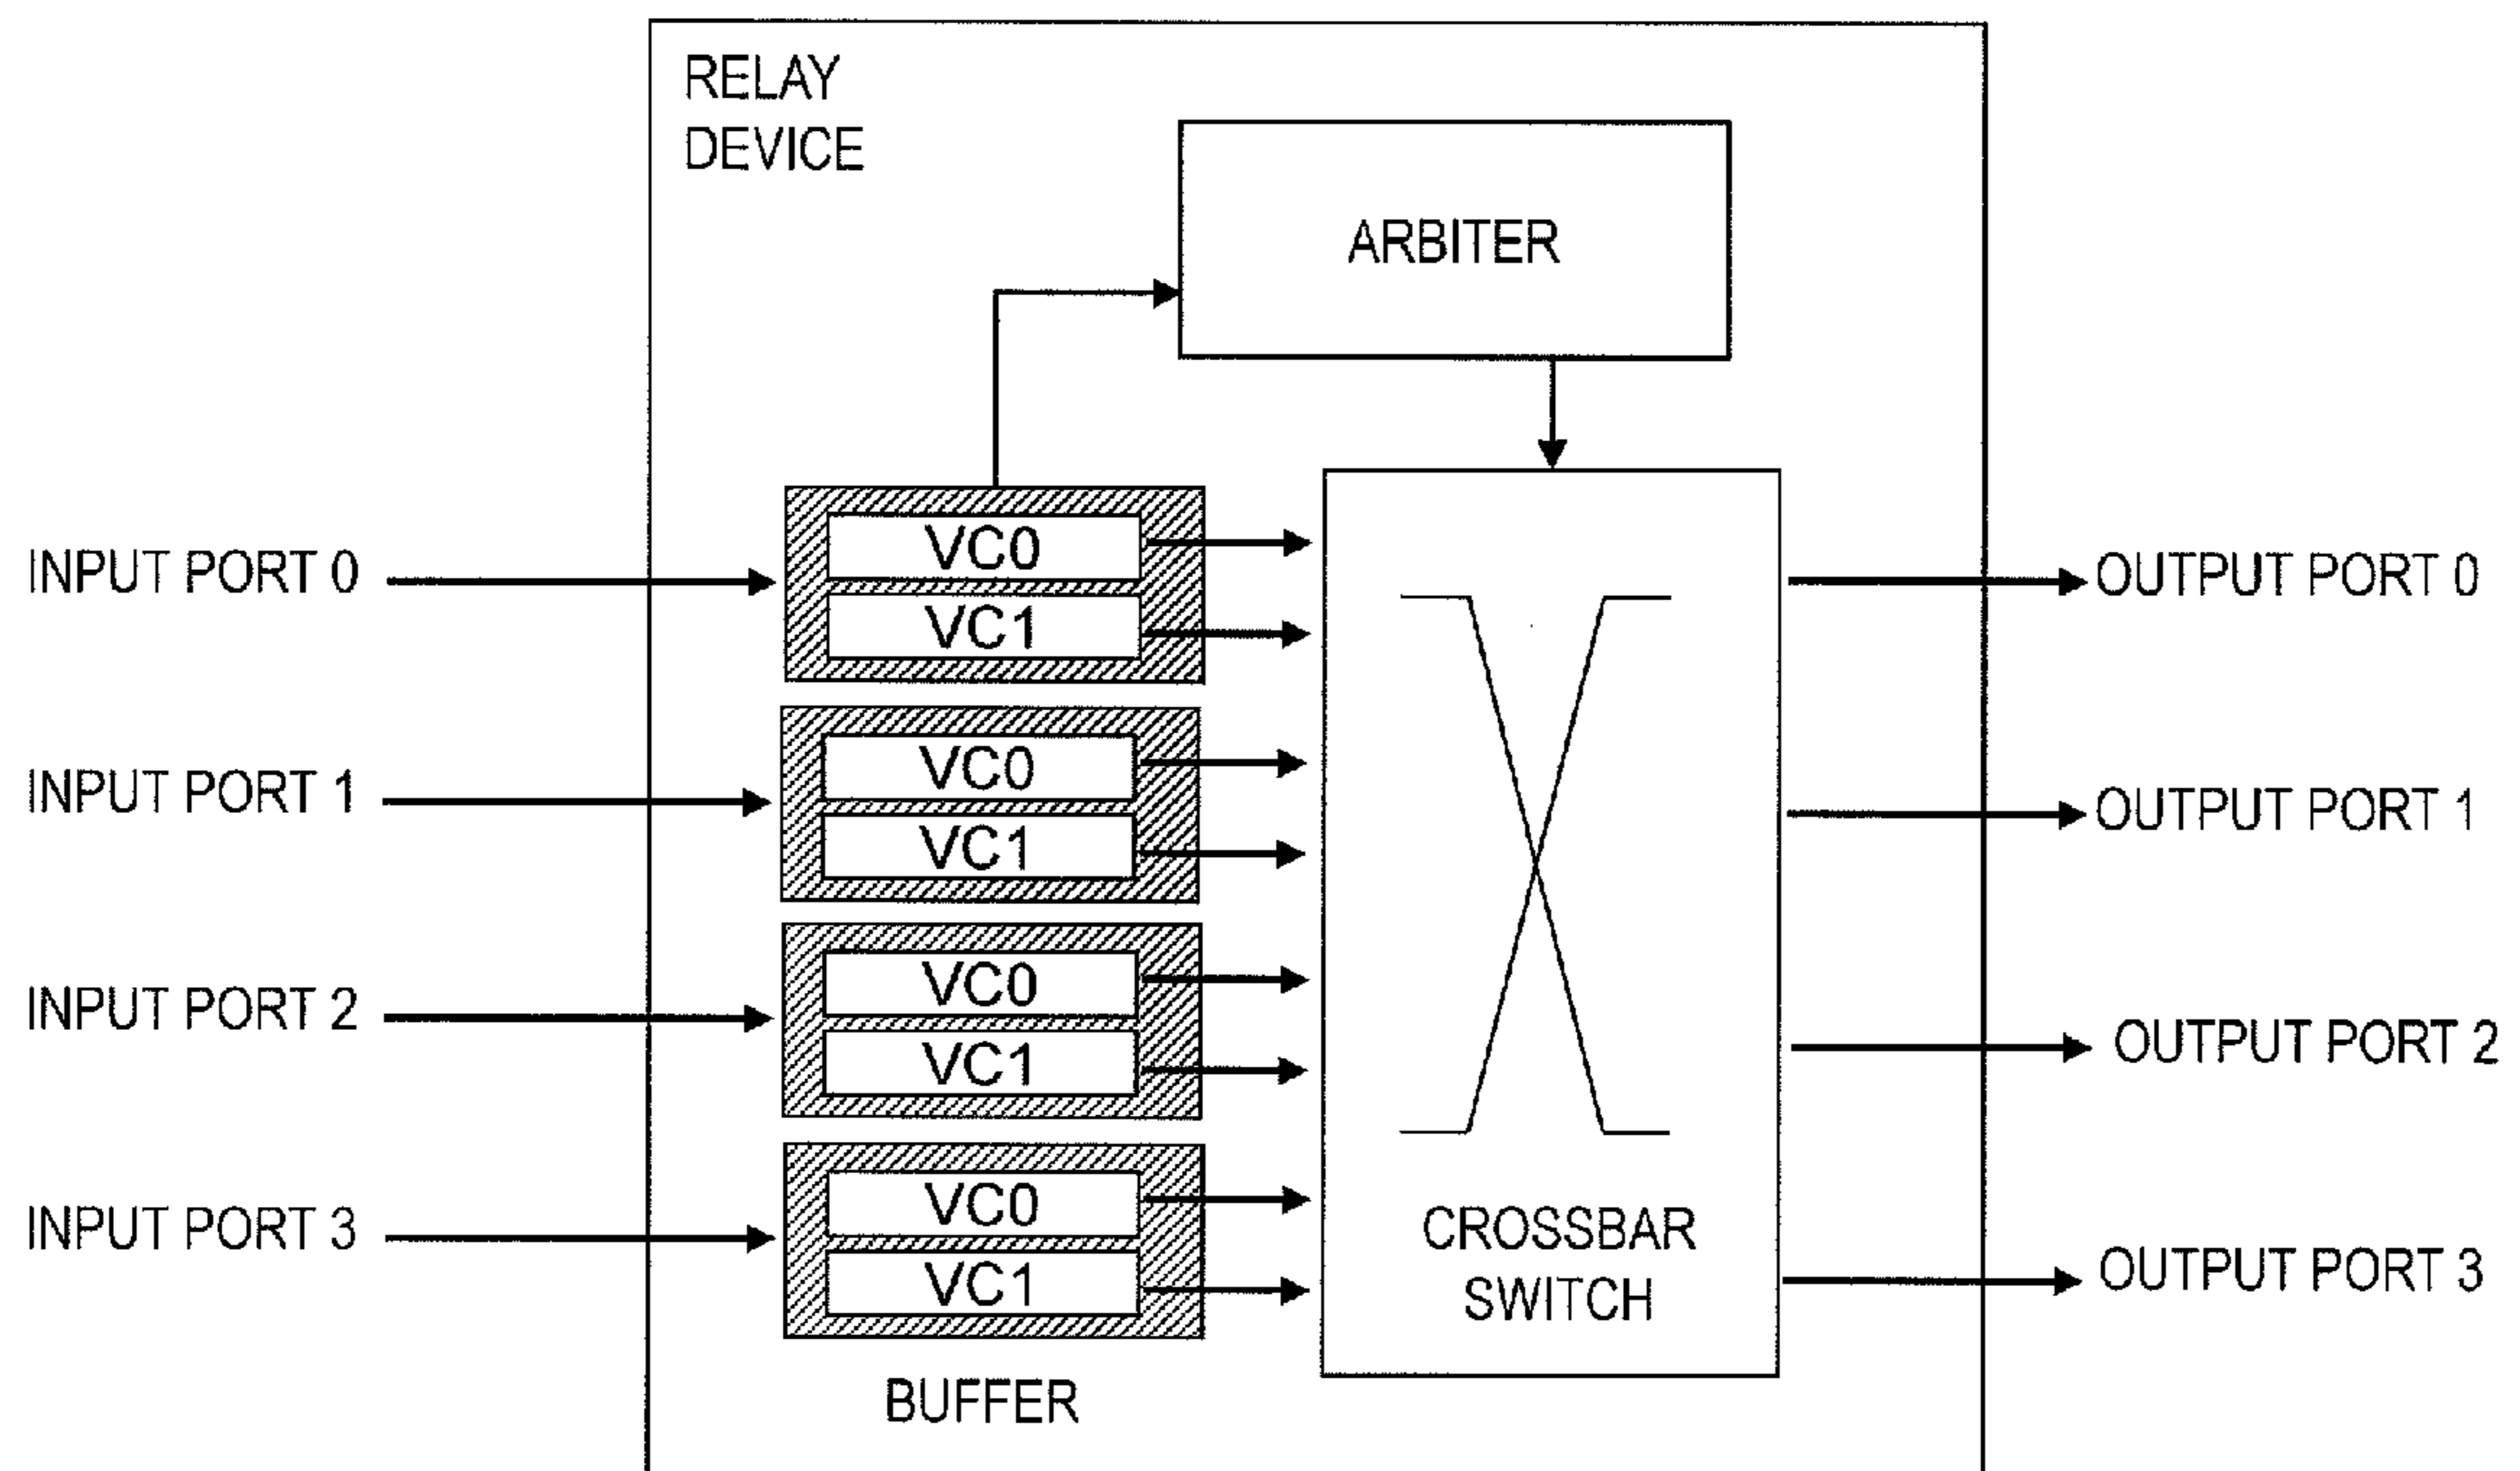 RELAY
DEVICE
ARBITER
INPUT PORT 0
VC0
VC1
OUTPUT PORT 0
INPUT PORT 1
VC0
VC1
OUTPUT PORT 1
INPUT PORT 2
VC0
VC1
OUTPUT PORT 2
INPUT PORT 3
VC0
VC1
CROSSBAR
SWITCH
OUTPUT PORT 3
BUFFER